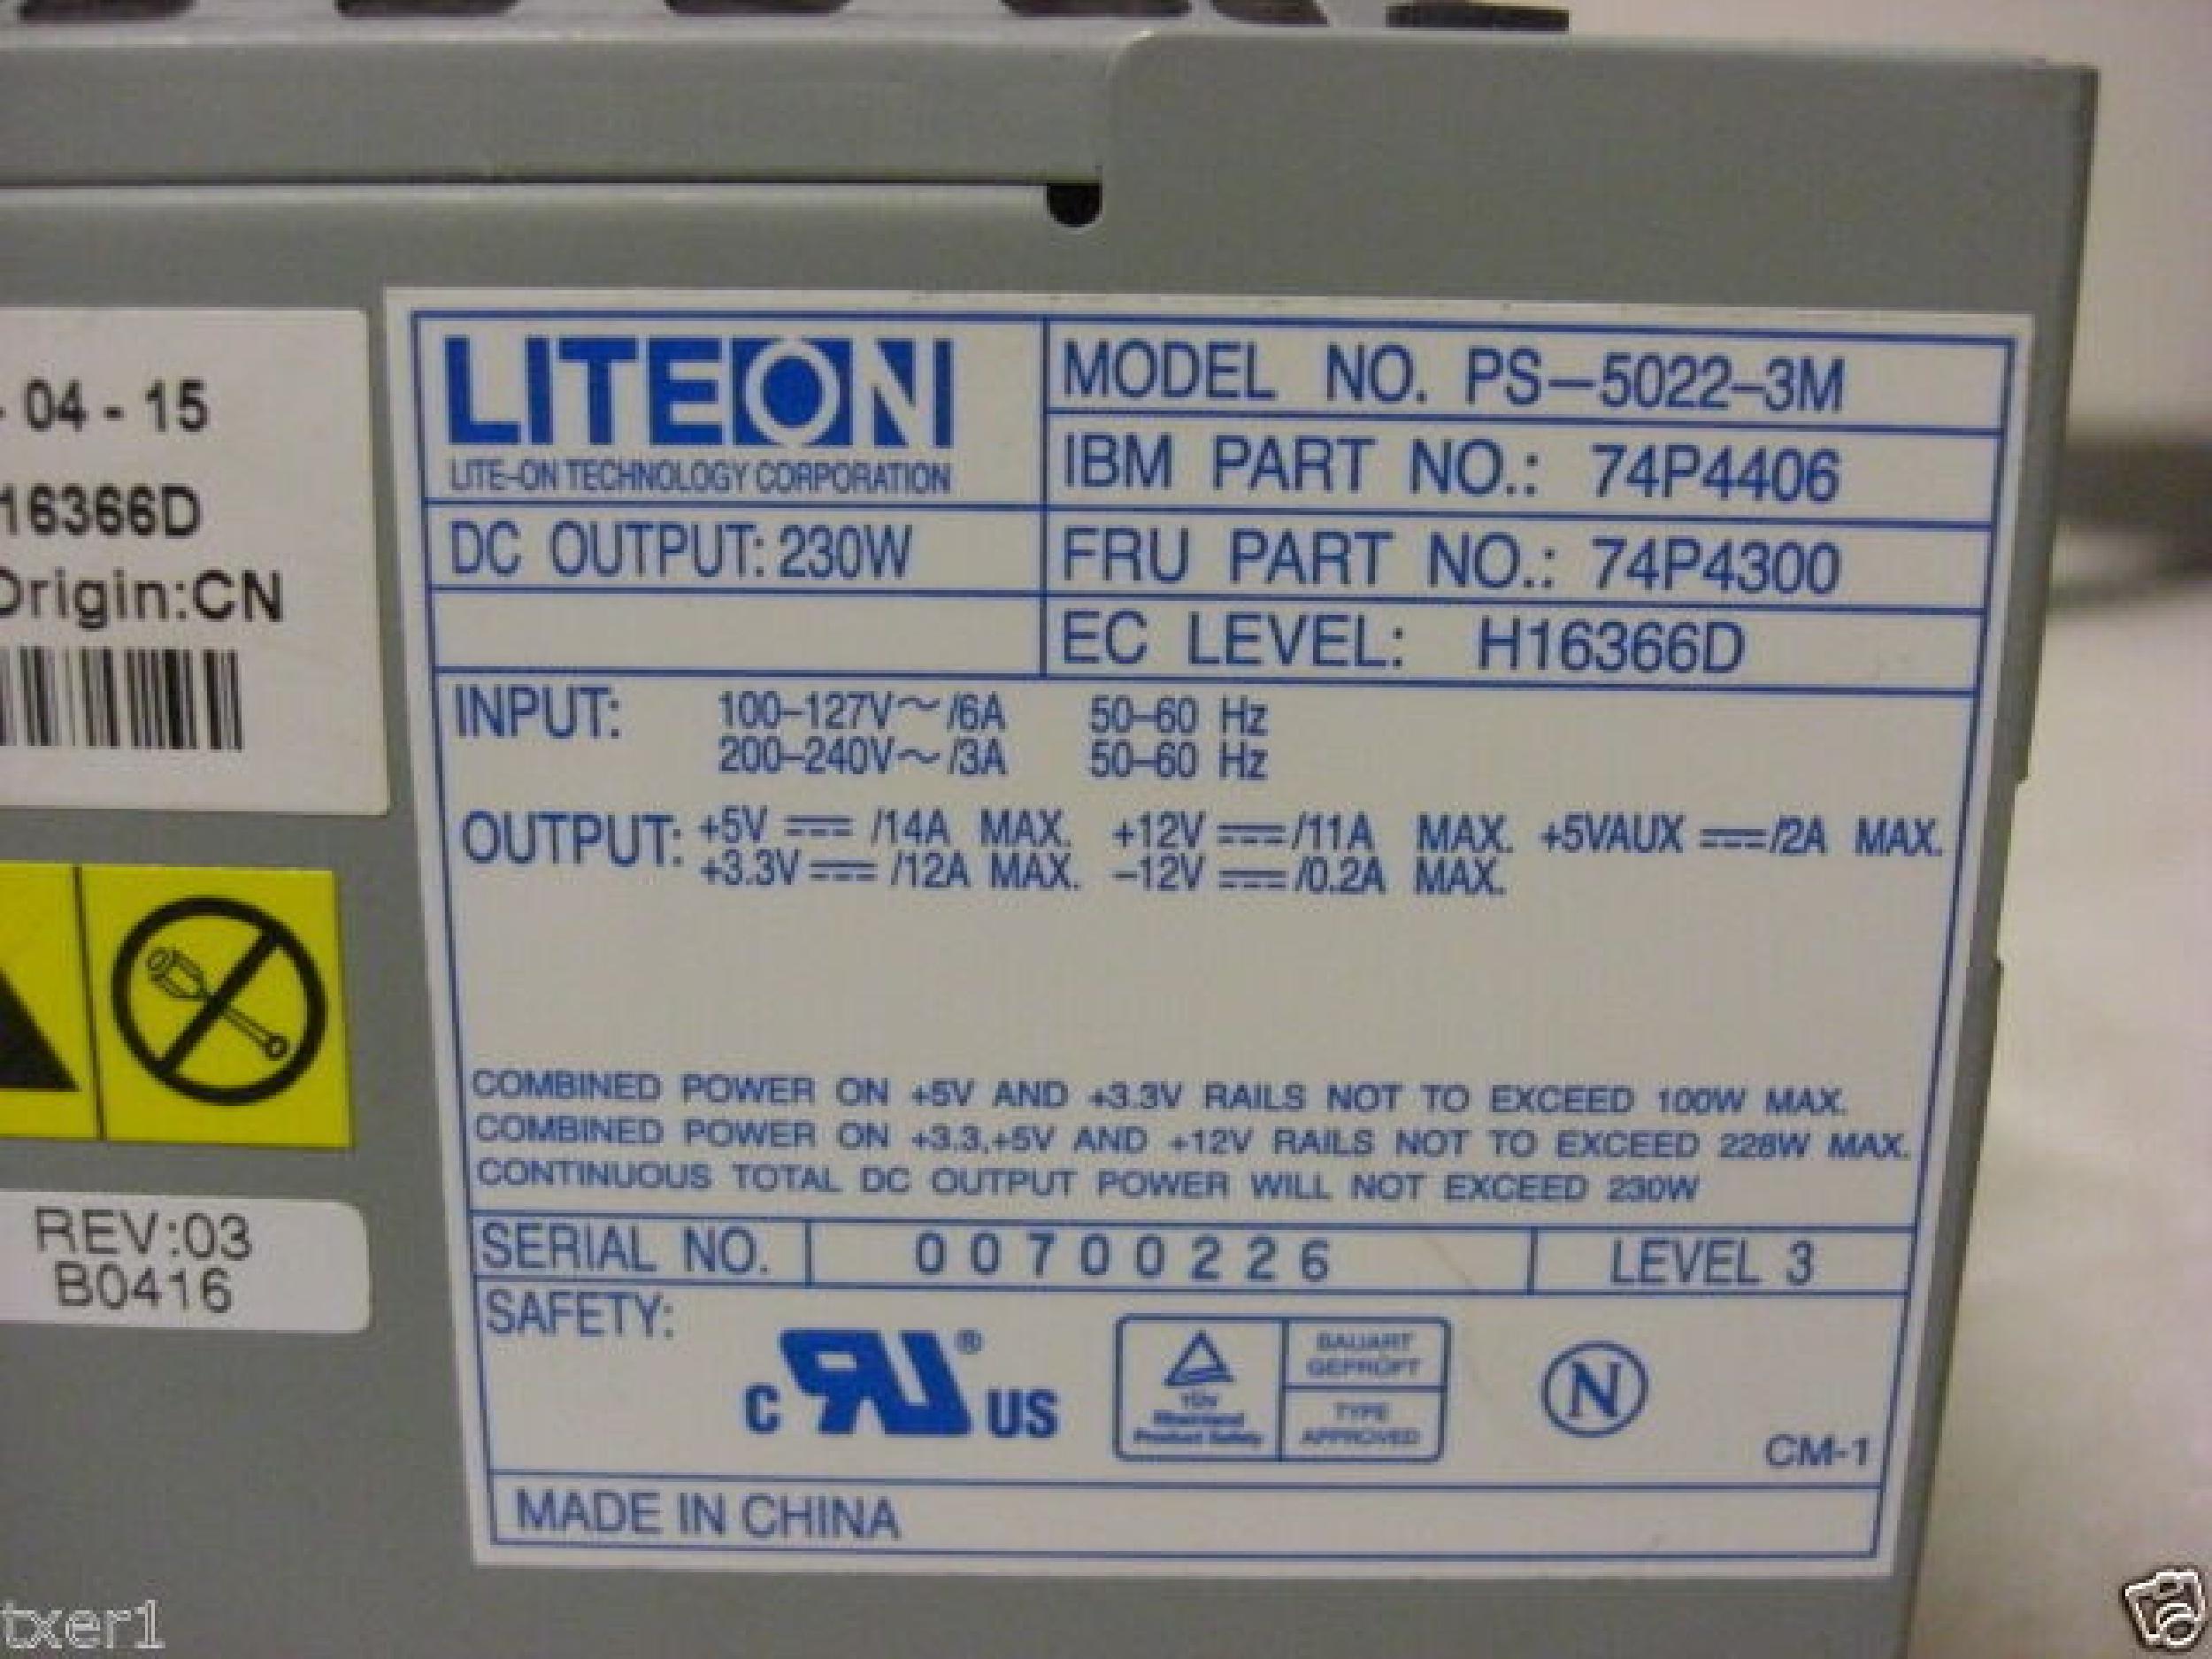 - 04 - 15
16366D
Origin:CN
REV:03
B0416
LITEON
LITE-ON TECHNOLOGY CORPORATION
MODEL NO. PS-5022-3M
IBM PART NO.: 74P4406
DC OUTPUT: 230W
FRU PART NO.: 74P4300
EC LEVEL: H16366D
INPUT: 100-127V~/6A 50-60 Hz
200-240V~/3A 50-60 Hz
OUTPUT: +5V ⎓ /14A MAX. +12V ⎓ /11A MAX. +5VAUX ⎓ /2A MAX.
+3.3V ⎓ /12A MAX. -12V ⎓ /0.2A MAX.
COMBINED POWER ON +5V AND +3.3V RAILS NOT TO EXCEED 100W MAX.
COMBINED POWER ON +3.3,+5V AND +12V RAILS NOT TO EXCEED 228W MAX.
CONTINUOUS TOTAL DC OUTPUT POWER WILL NOT EXCEED 230W
SERIAL NO. 00700226 LEVEL 3
SAFETY:
c RU ® US
TÜV
Rheinland
Product Safety
BAUART
GEPRÜFT
TYPE
APPROVED
N
CM-1
MADE IN CHINA
txer1